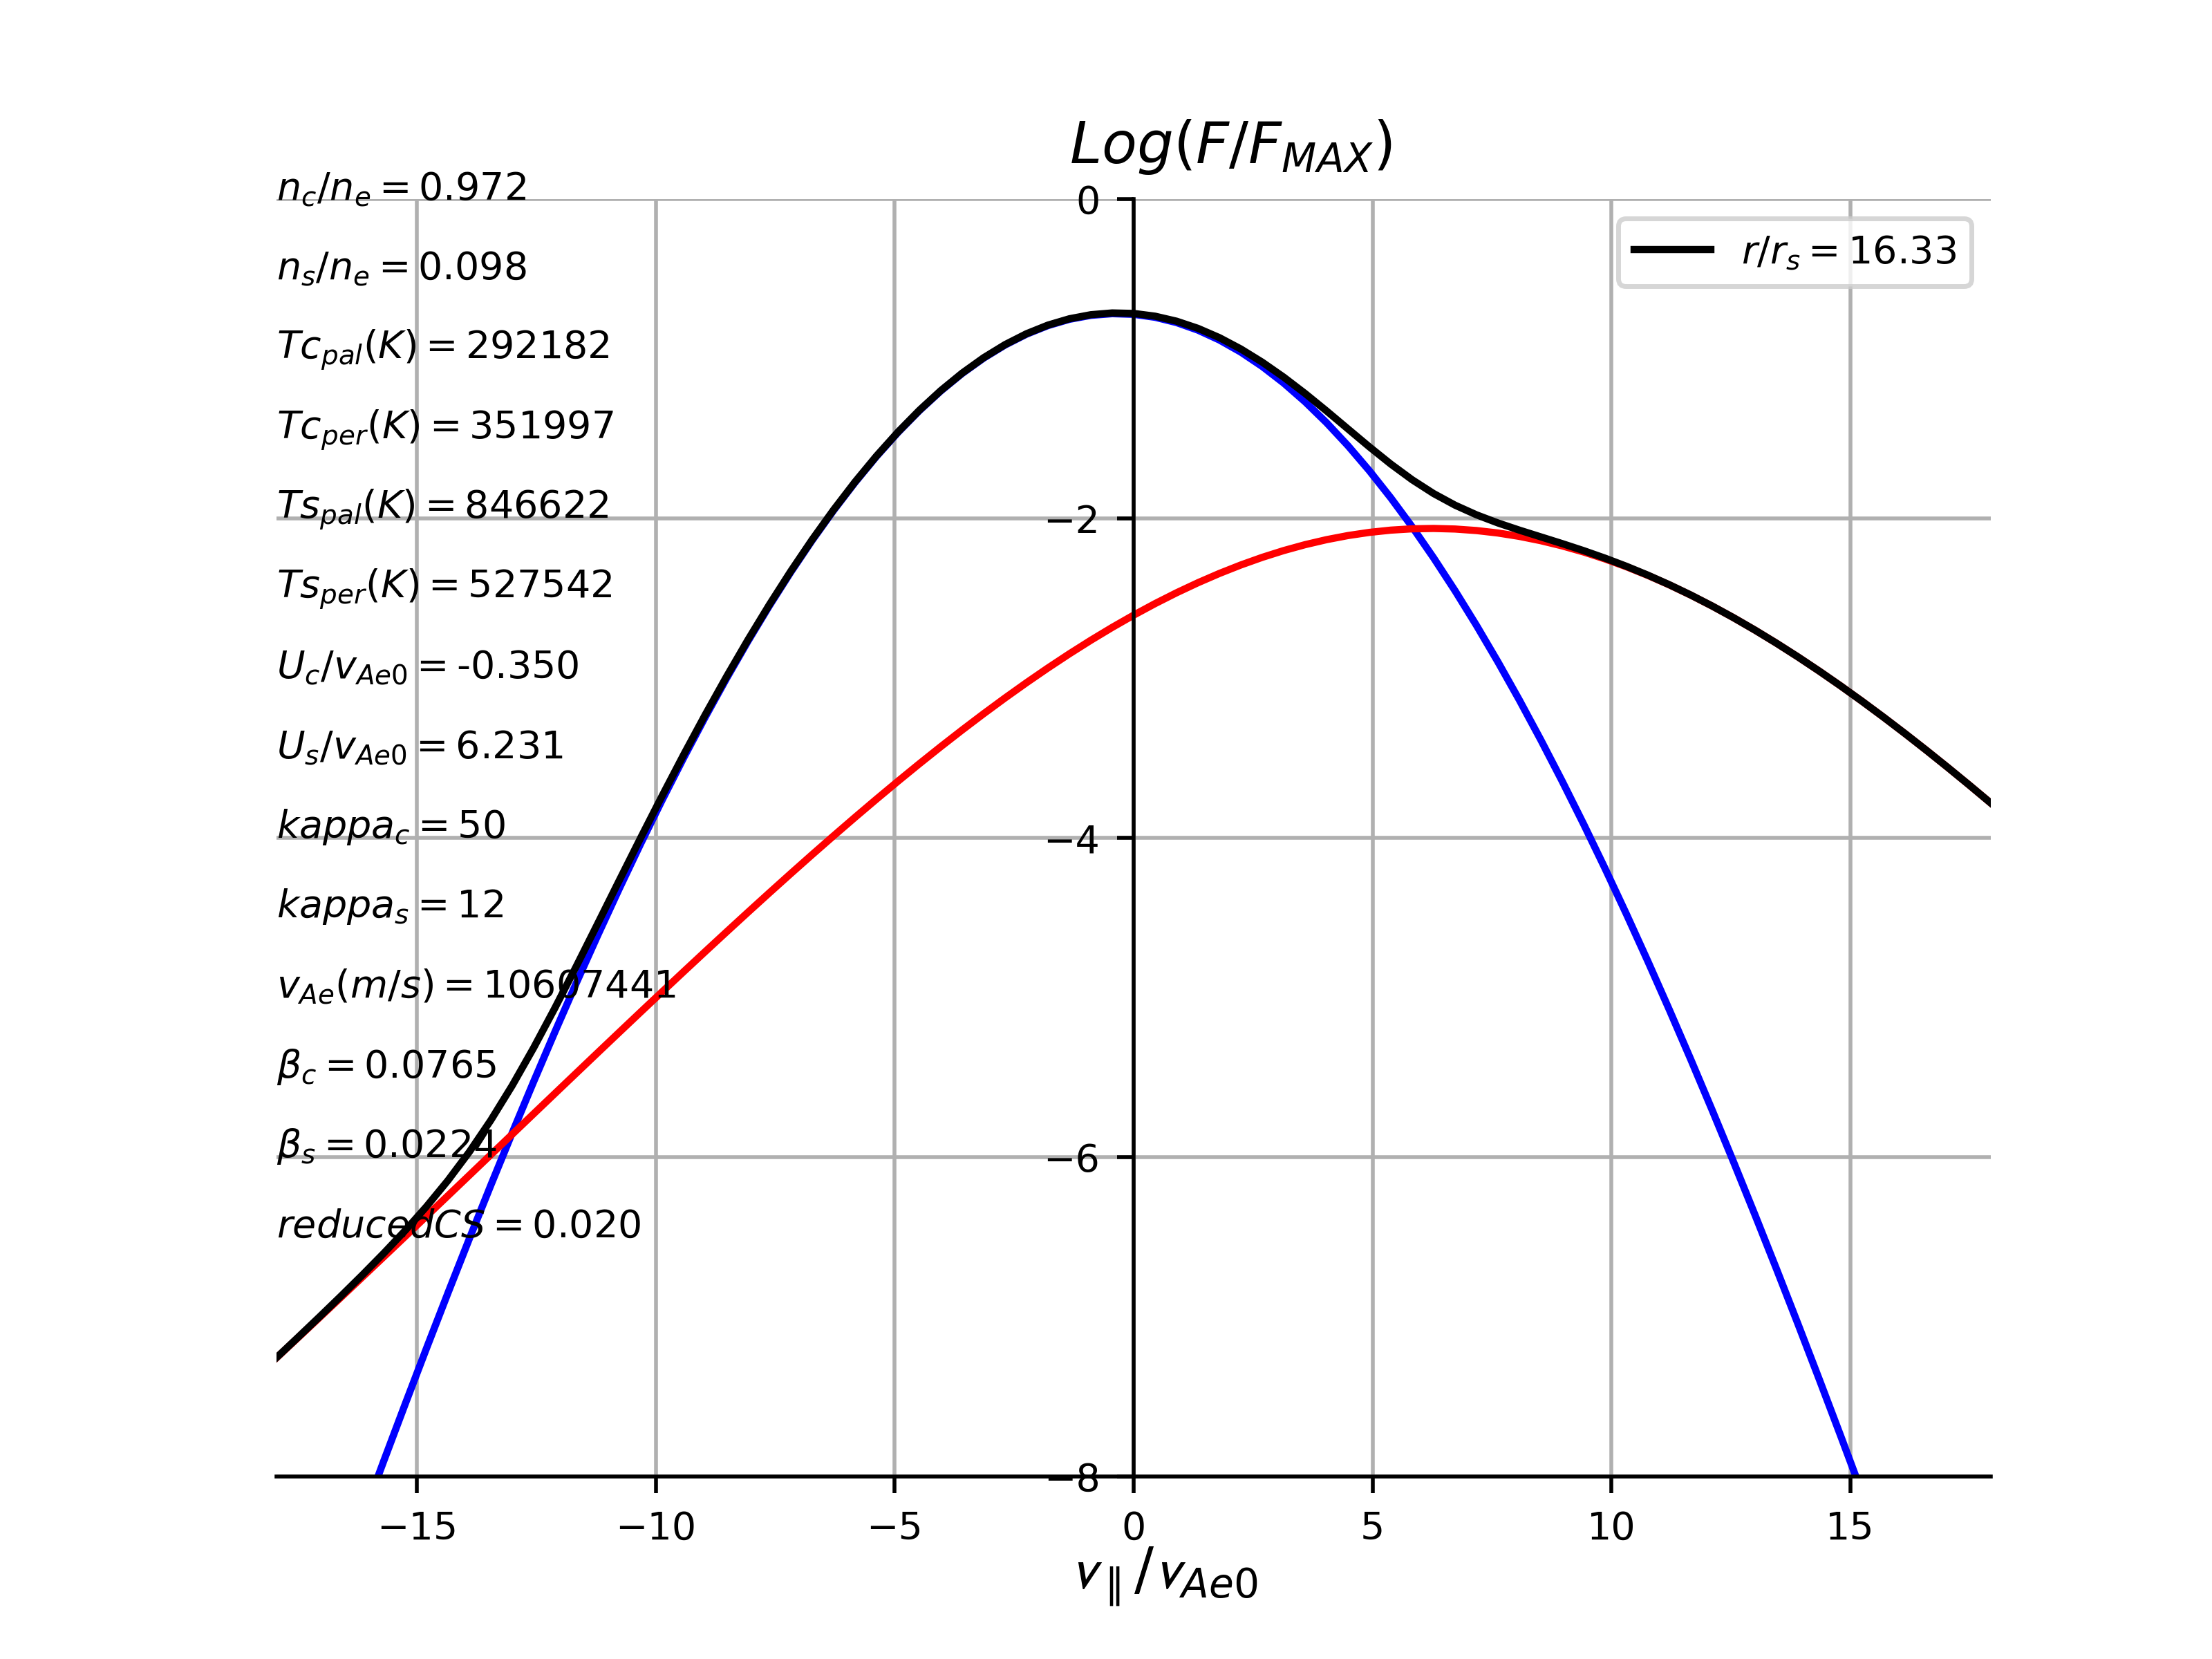 Log(F/F_MAX)
n_c/n_e = 0.972
n_s/n_e = 0.098
Tc_pal(K) = 292182
Tc_per(K) = 351997
Ts_pal(K) = 846622
Ts_per(K) = 527542
U_c/v_Ae0 = -0.350
U_s/v_Ae0 = 6.231
kappa_c = 50
kappa_s = 12
v_Ae(m/s) = 10607441
β_c = 0.0765
β_s = 0.0224
reducedCS = 0.020
r/r_s = 16.33
0
−2
−4
−6
−8
−15 −10 −5 0 5 10 15
v_∥/v_Ae0